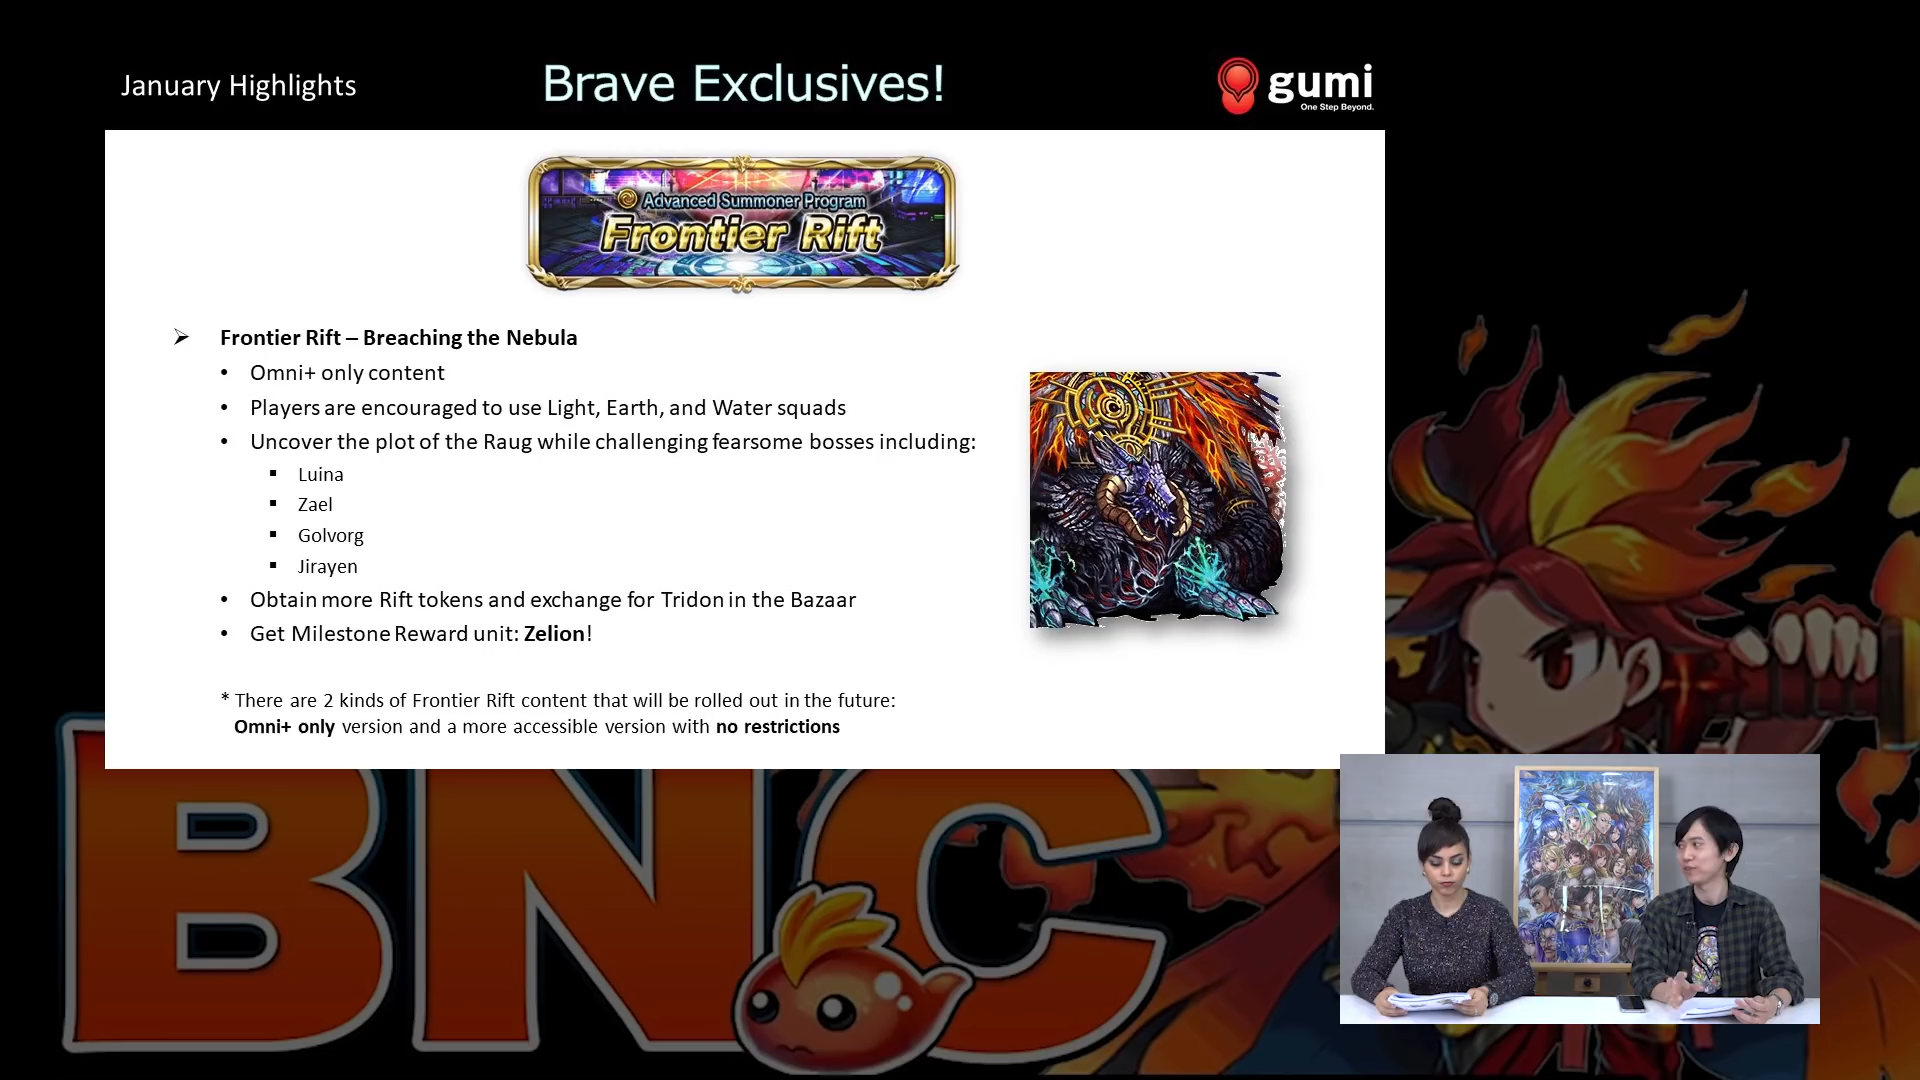 January Highlights
Brave Exclusives!
gumi
One Step Beyond.
Advanced Summoner Program
Frontier Rift
➢ Frontier Rift – Breaching the Nebula
• Omni+ only content
• Players are encouraged to use Light, Earth, and Water squads
• Uncover the plot of the Raug while challenging fearsome bosses including:
▪ Luina
▪ Zael
▪ Golvorg
▪ Jirayen
• Obtain more Rift tokens and exchange for Tridon in the Bazaar
• Get Milestone Reward unit: Zelion!
* There are 2 kinds of Frontier Rift content that will be rolled out in the future:
Omni+ only version and a more accessible version with no restrictions
BNC